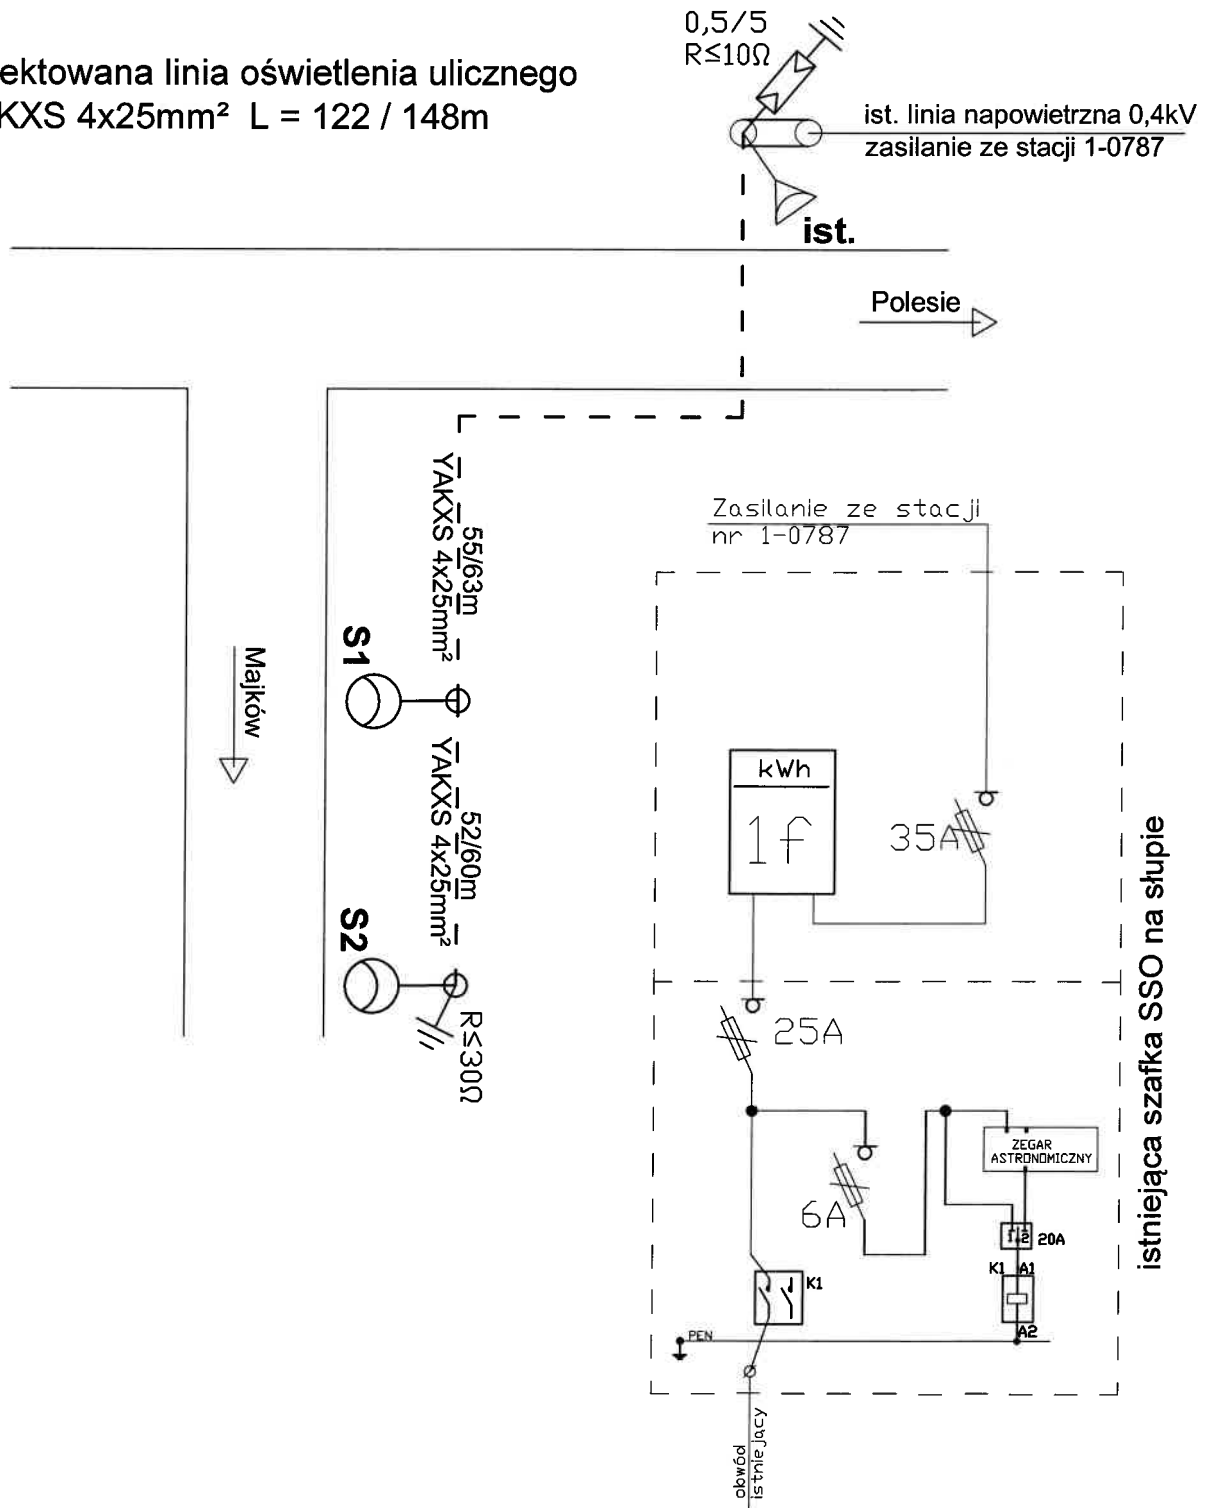 0,5/5
R≤10Ω
ektowana linia oświetlenia ulicznego
KXS 4x25mm² L = 122 / 148m
ist. linia napowietrzna 0,4kV
zasilanie ze stacji 1-0787
ist.
Polesie
55/63m
YAKXS 4x25mm²
S1
Majków
52/60m
YAKXS 4x25mm²
S2
R≤30Ω
Zasilanie ze stacji
nr 1-0787
kWh
1f
35A
25A
6A
ZEGAR
ASTRONOMICZNY
1 2 20A
K1 A1
A2
K1
PEN
obwód
istniejący
istniejąca szafka SSO na słupie